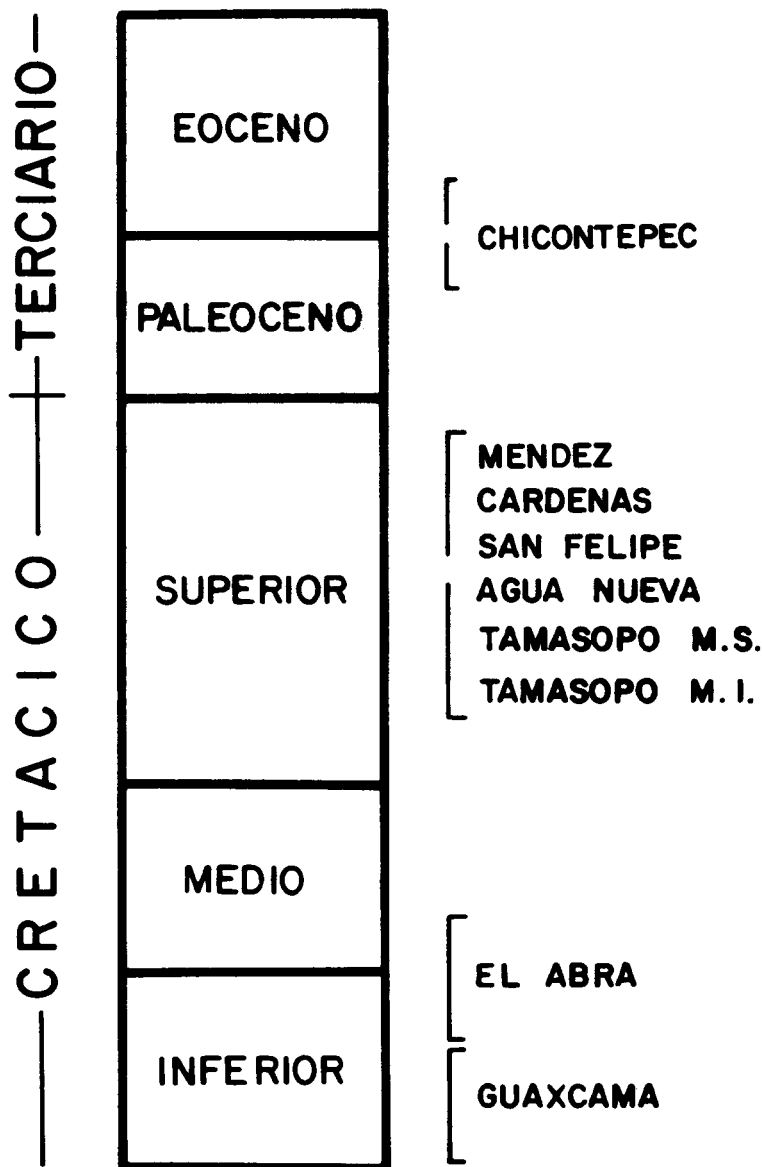 TERCIARIO
EOCENO
CHICONTEPEC
PALEOCENO
CRETACICO
MENDEZ
CARDENAS
SAN FELIPE
SUPERIOR
AGUA NUEVA
TAMASOPO M.S.
TAMASOPO M.I.
MEDIO
EL ABRA
INFERIOR
GUAXCAMA